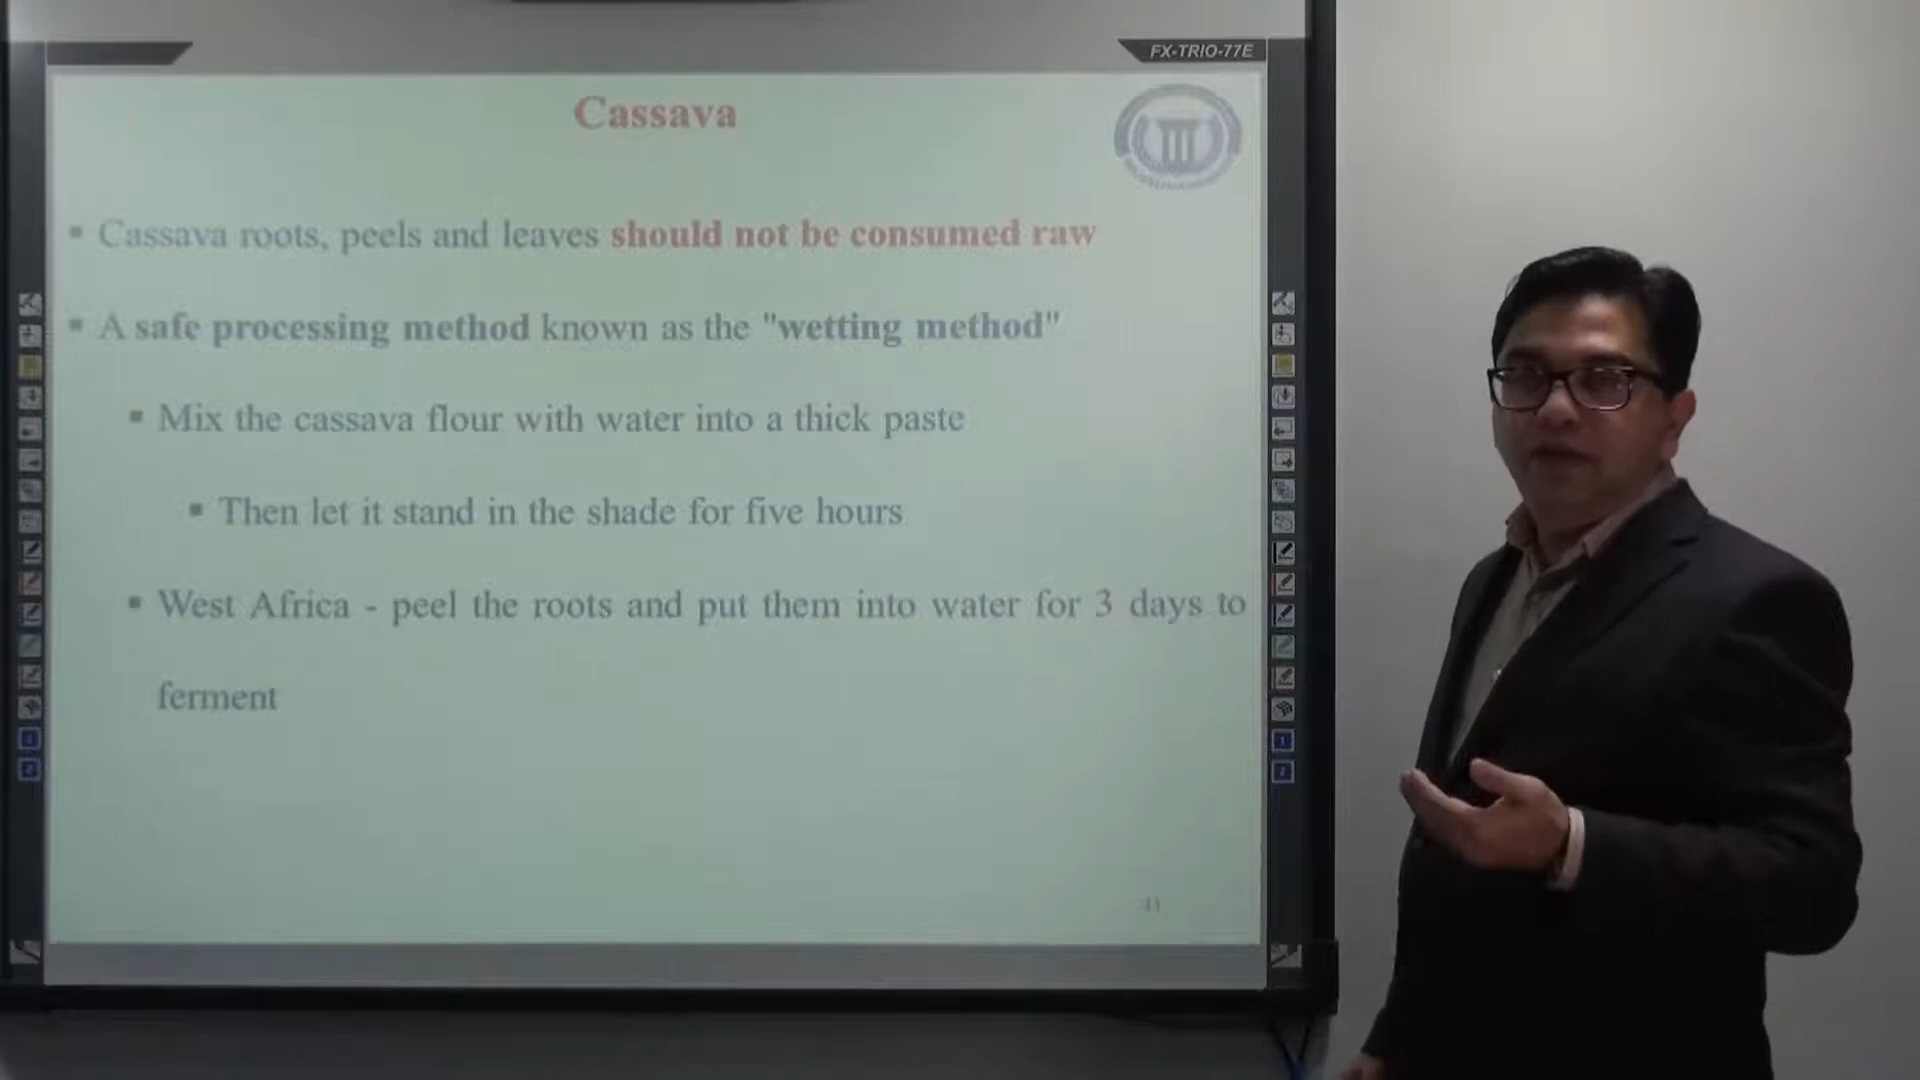 FX-TRIO-77E
Cassava
▪ Cassava roots, peels and leaves should not be consumed raw
▪ A safe processing method known as the "wetting method"
▪ Mix the cassava flour with water into a thick paste
▪ Then let it stand in the shade for five hours
▪ West Africa - peel the roots and put them into water for 3 days to
ferment